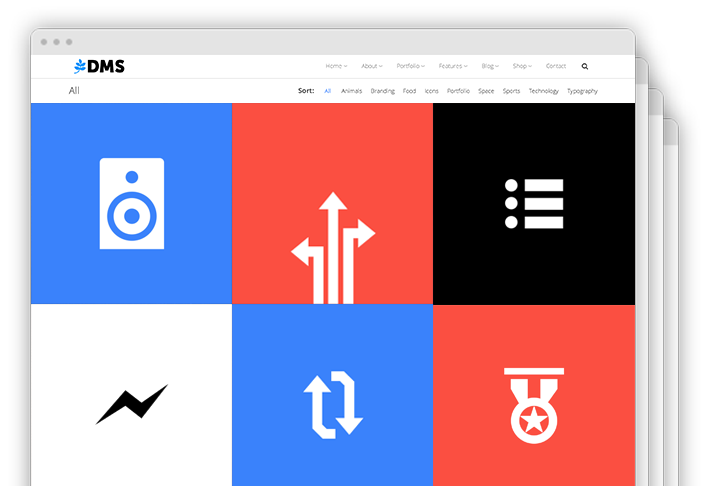 DMS
Home About Portfolio Features Blog Shop Contact
All
Sort: All Animals Branding Food Icons Portfolio Space Sports Technology Typography